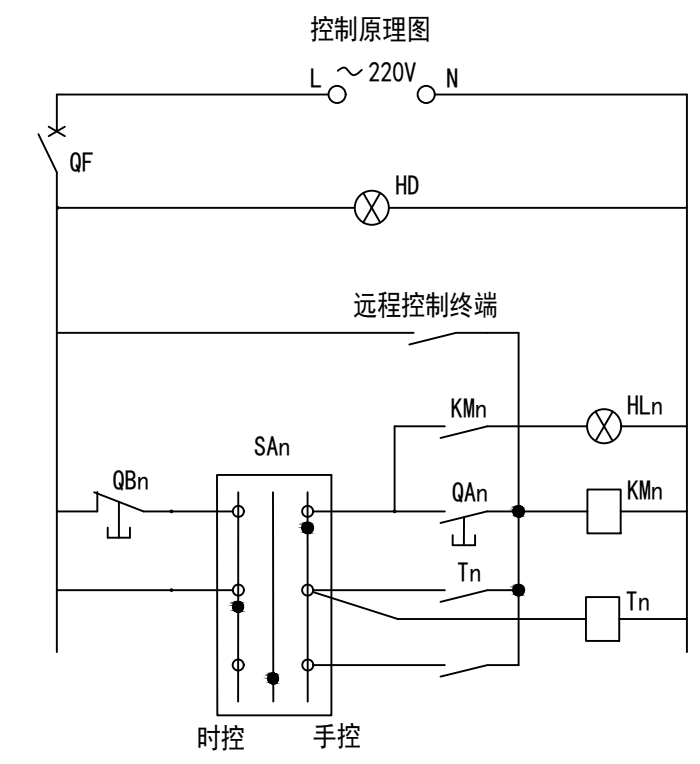 控制原理图
L ～220V N
QF
HD
远程控制终端
KMn
HLn
SAn
QBn
QAn
KMn
Tn
Tn
时控
手控